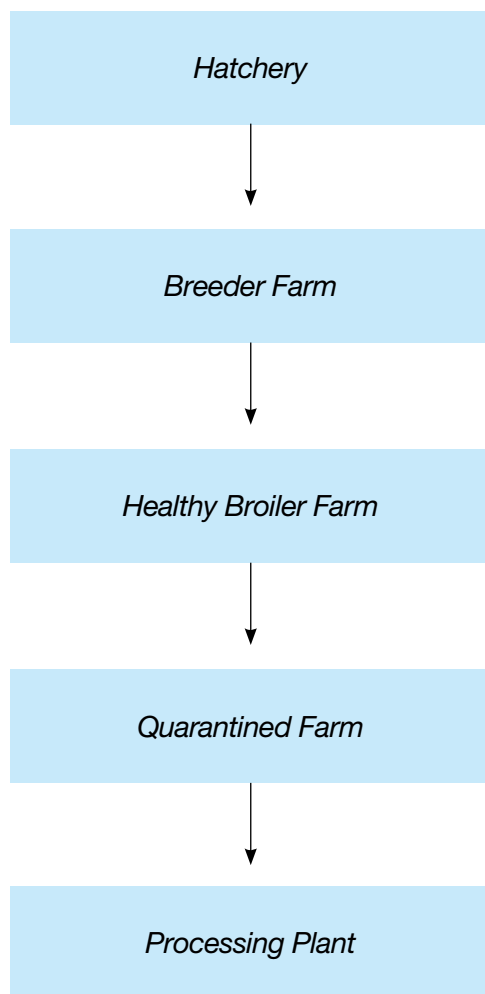 Hatchery
Breeder Farm
Healthy Broiler Farm
Quarantined Farm
Processing Plant